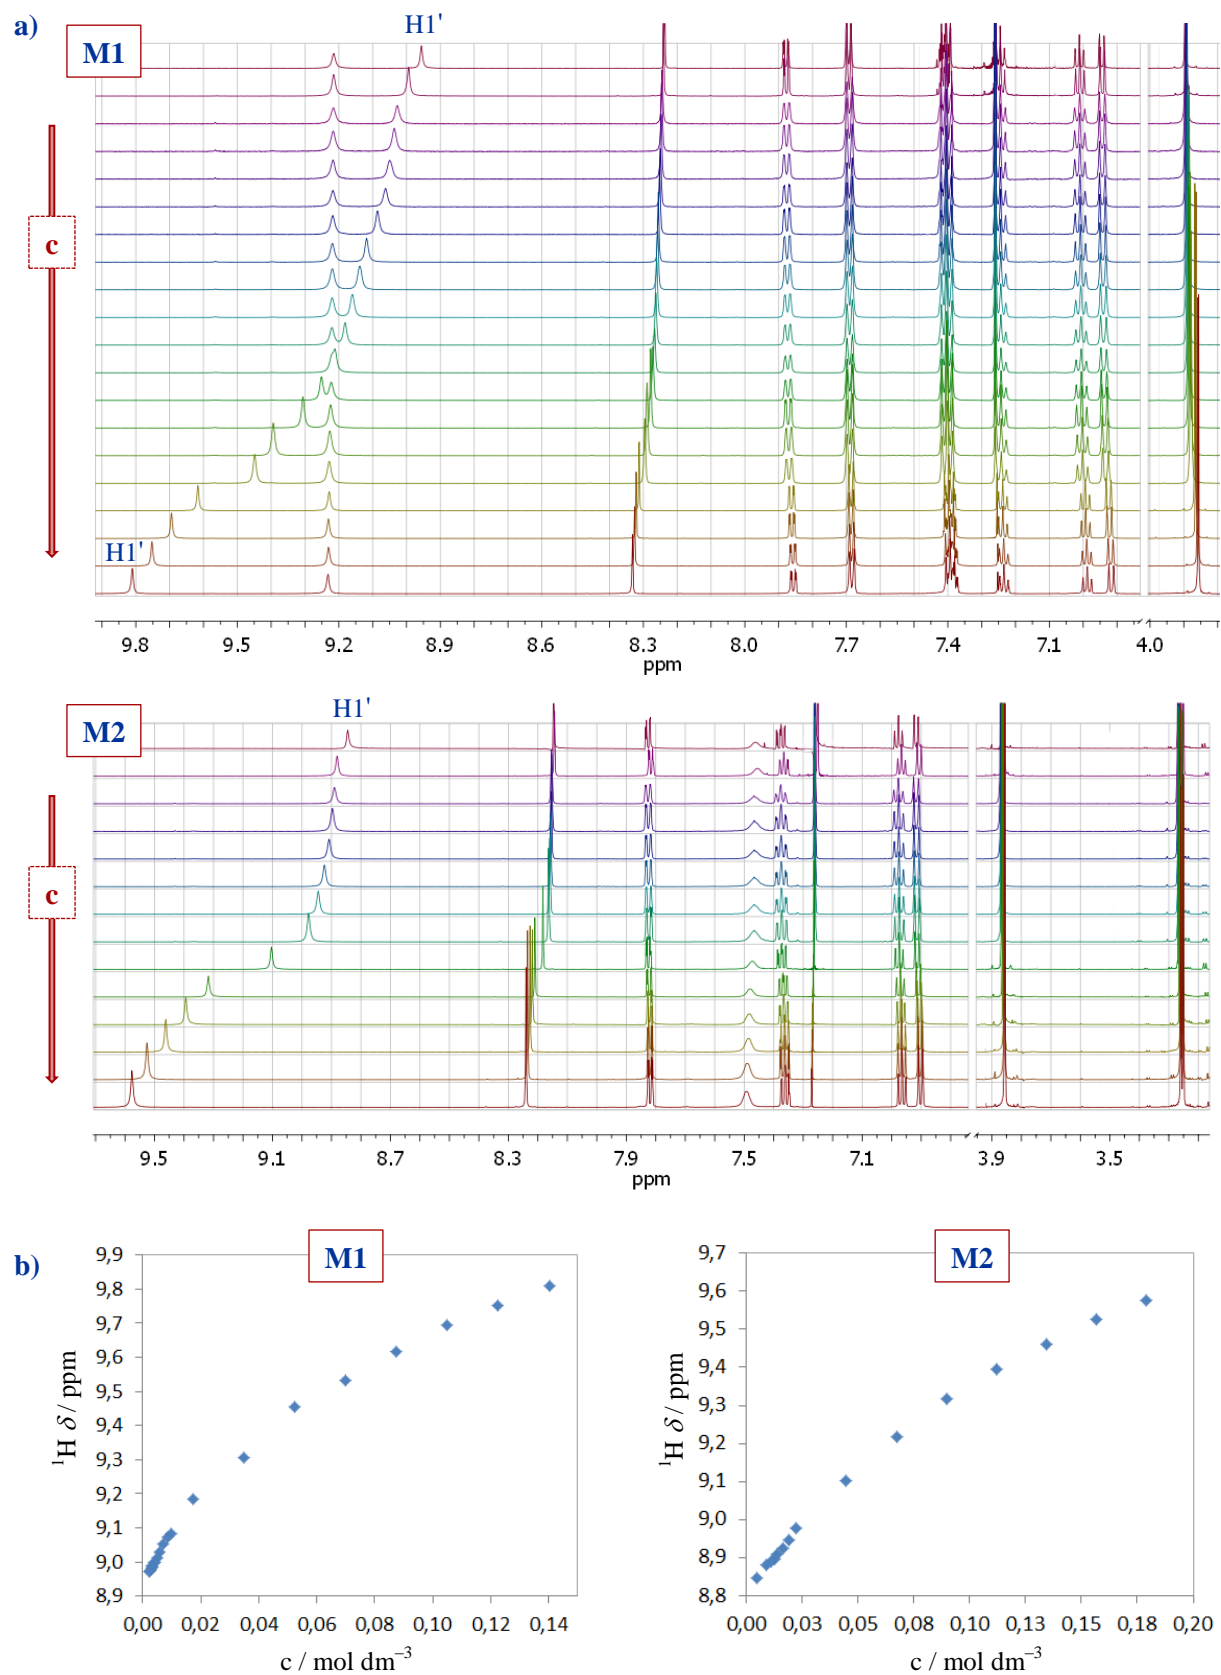 a)
M1
H1'
c
H1'
9.8 9.5 9.2 8.9 8.6 8.3 8.0 7.7 7.4 7.1 4.0
ppm
M2
H1'
c
9.5 9.1 8.7 8.3 7.9 7.5 7.1 3.9 3.5
ppm
b)
M1
9,9
9,8
9,7
9,6
9,5
9,4
9,3
9,2
9,1
9,0
8,9
¹H δ / ppm
0,00 0,02 0,04 0,06 0,08 0,10 0,12 0,14
c / mol dm⁻³
M2
9,7
9,6
9,5
9,4
9,3
9,2
9,1
9,0
8,9
8,8
¹H δ / ppm
0,00 0,03 0,05 0,08 0,10 0,13 0,15 0,18 0,20
c / mol dm⁻³